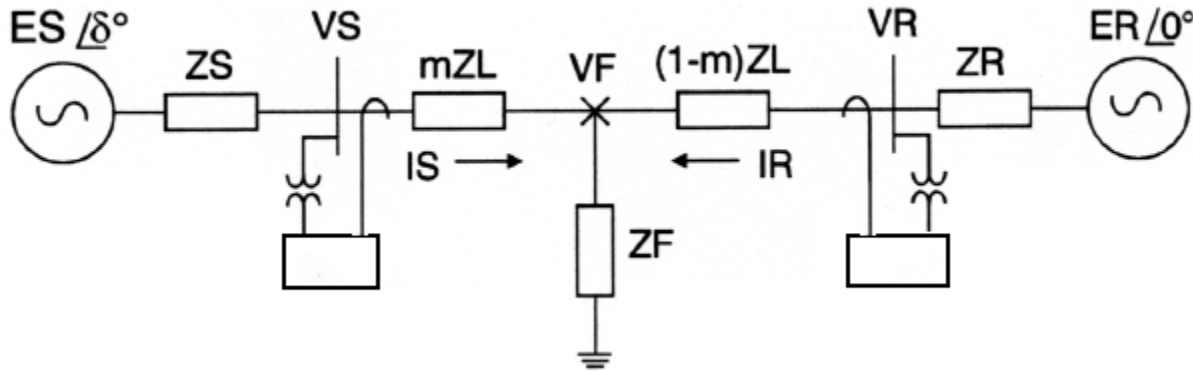 ES /δ° VS VR ER /0°
ZS mZL VF (1-m)ZL ZR
IS IR
ZF